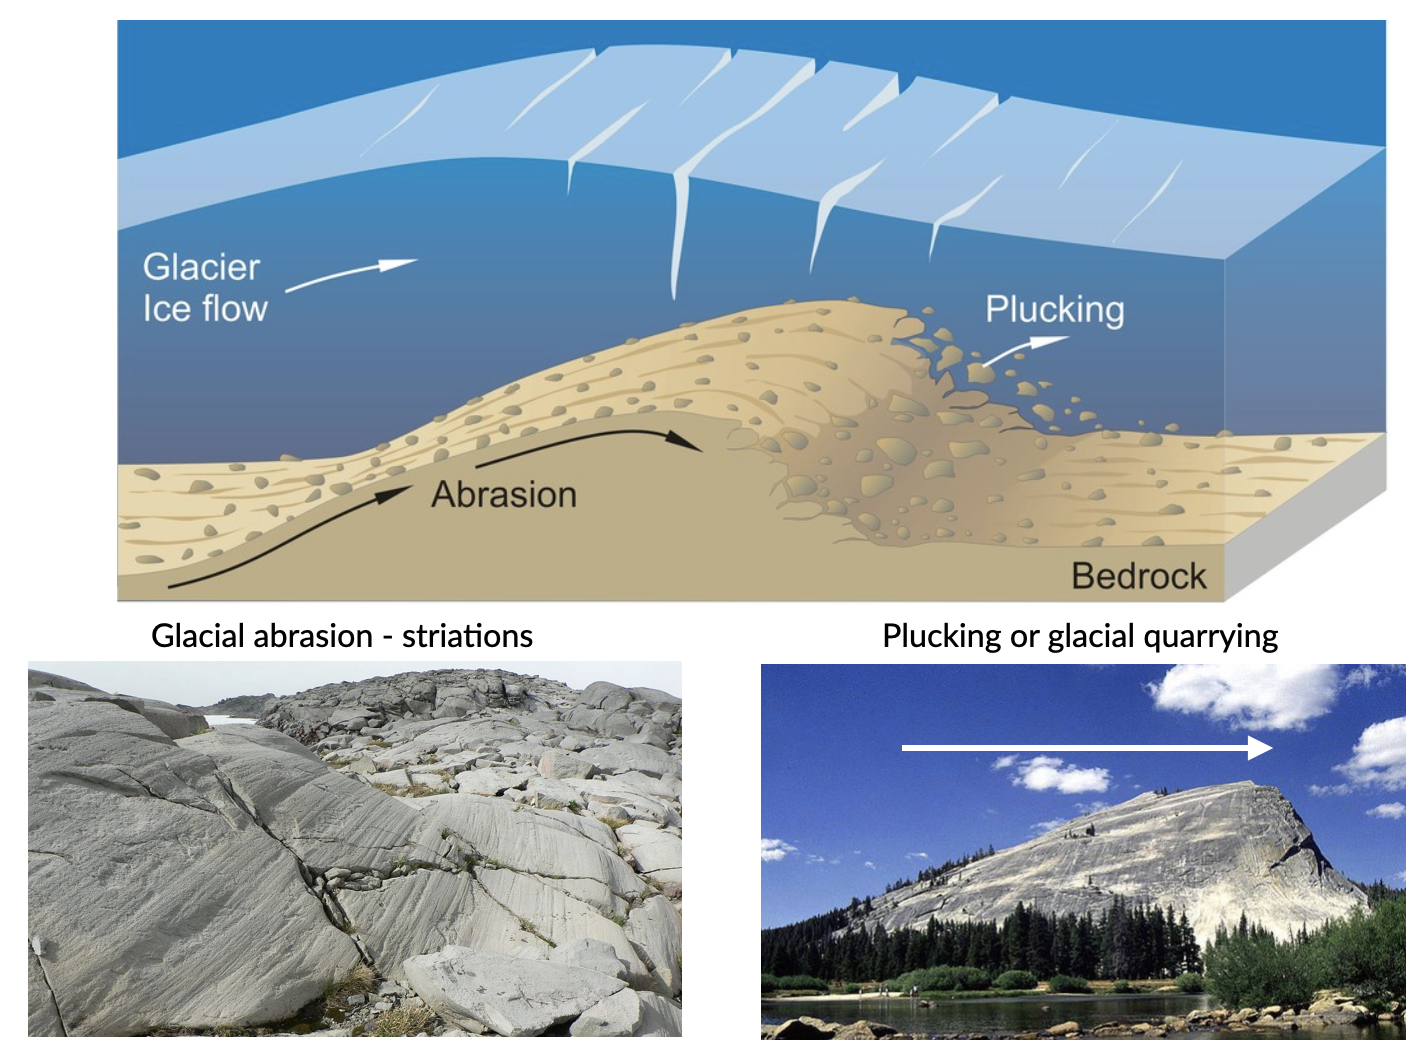 Glacier
Ice flow
Plucking
Abrasion
Bedrock
Glacial abrasion - striations
Plucking or glacial quarrying